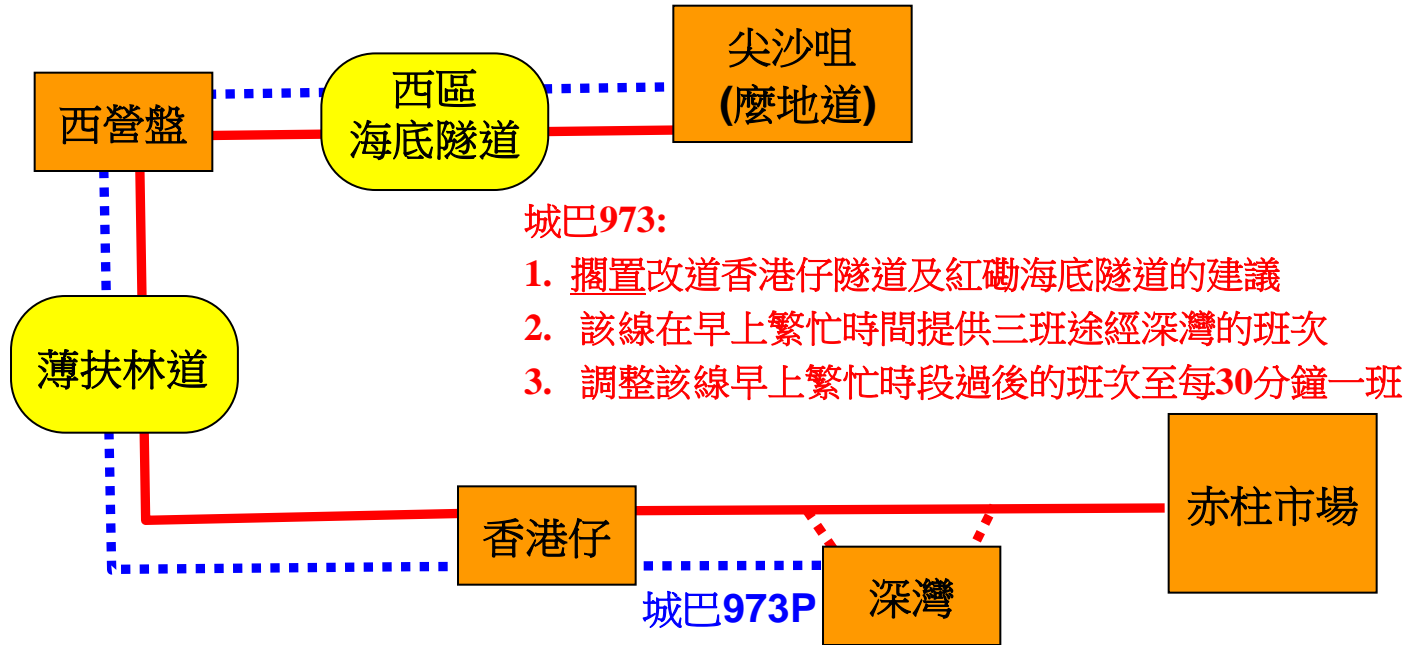 尖沙咀
(麼地道)
西區
海底隧道
西營盤
城巴973:
1. 擱置改道香港仔隧道及紅磡海底隧道的建議
2. 該線在早上繁忙時間提供三班途經深灣的班次
3. 調整該線早上繁忙時段過後的班次至每30分鐘一班
薄扶林道
赤柱市場
香港仔
深灣
城巴973P